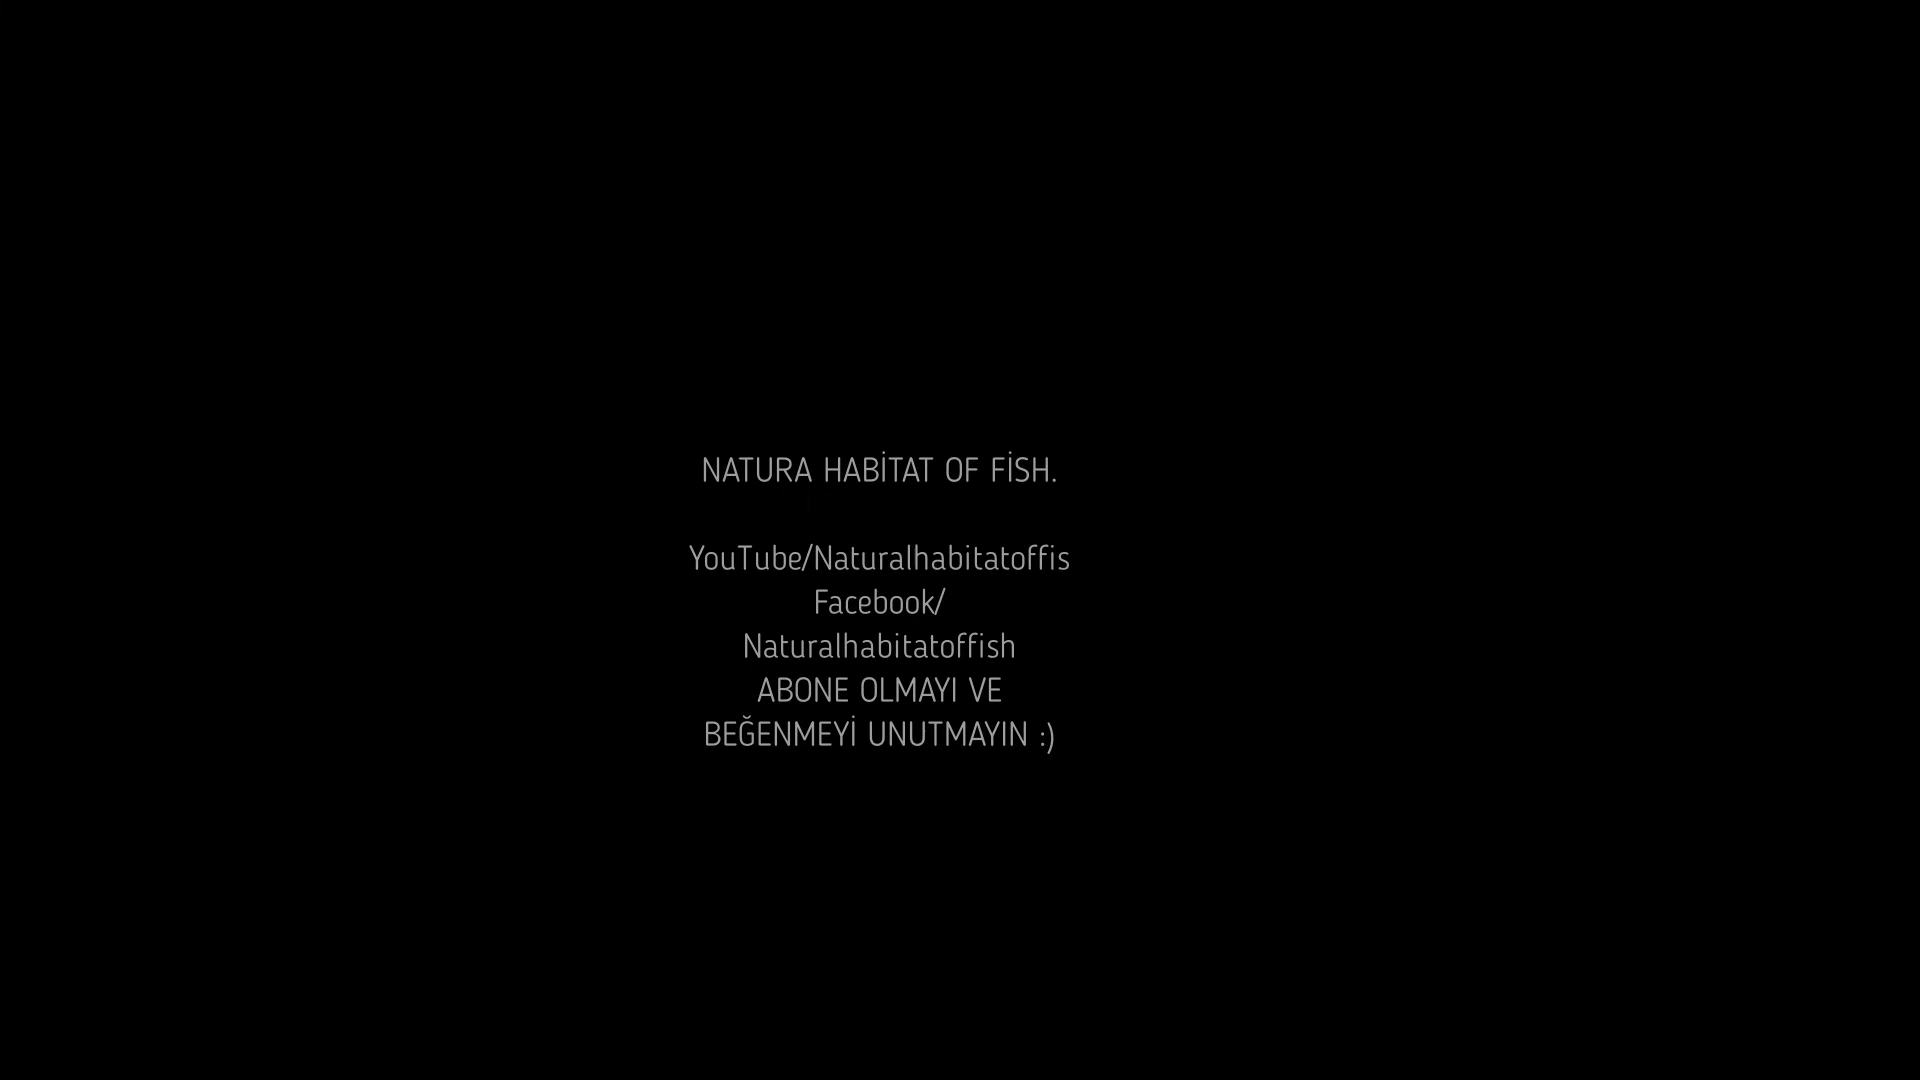 NATURA HABİTAT OF FİSH.
YouTube/Naturalhabitatoffis
Facebook/
Naturalhabitatoffish
ABONE OLMAYI VE
BEĞENMEYİ UNUTMAYIN :)